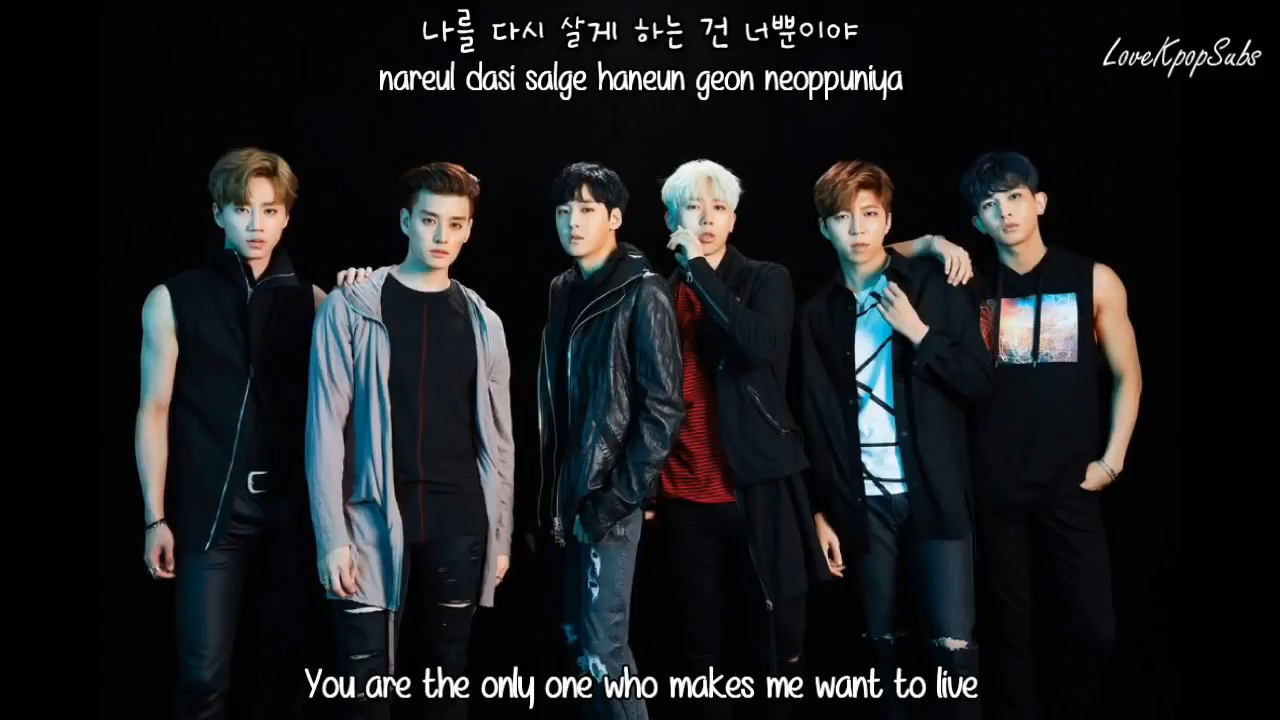 나를 다시 살게 하는 건 너뿐이야
LoveKpopSubs
nareul dasi salge haneun geon neoppuniya
You are the only one who makes me want to live